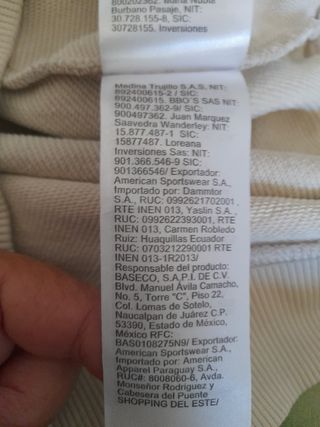 800202362. Maria Nubia
Burbano Pasaje, NIT:
30.728.155-8, SIC:
30728155. Inversiones
Medina Trujillo S.A.S, NIT:
892400615-2 / SIC:
892400615. BBO'S SAS NIT:
900.497.362-9/ SIC:
900497362. Juan Marquez
Saavedra Wanderley: NIT:
15.877.487-1 SIC:
15877487. Loreana
Inversiones Sas: NIT:
901.366.546-9 SIC:
901366546/ Exportador:
American Sportswear S.A.,
Importado por: Dammtor
S.A., RUC: 0992621702001 ,
RTE INEN 013, Yaslin S.A. ,
RUC: 0992622393001, RTE
INEN 013, Carmen Robledo
Ruiz: Huaquillas Ecuador
RUC: 0703212290001 RTE
INEN 013-1R2013/
Responsable del producto:
BASECO, S.A.P.I. DE C.V.
Blvd. Manuel Ávila Camacho,
No. 5, Torre "C", Piso 22,
Col. Lomas de Sotelo,
Naucalpan de Juárez C.P.
53390, Estado de México,
México RFC:
BAS0108275N9/ Exportador:
American Sportswear S.A.,
Importado por: American
Apparel Paraguay S.A.,
RUC#: 8008060-6, Avda.
Monseñor Rodriguez y
Cabesera del Puente
SHOPPING DEL ESTE/